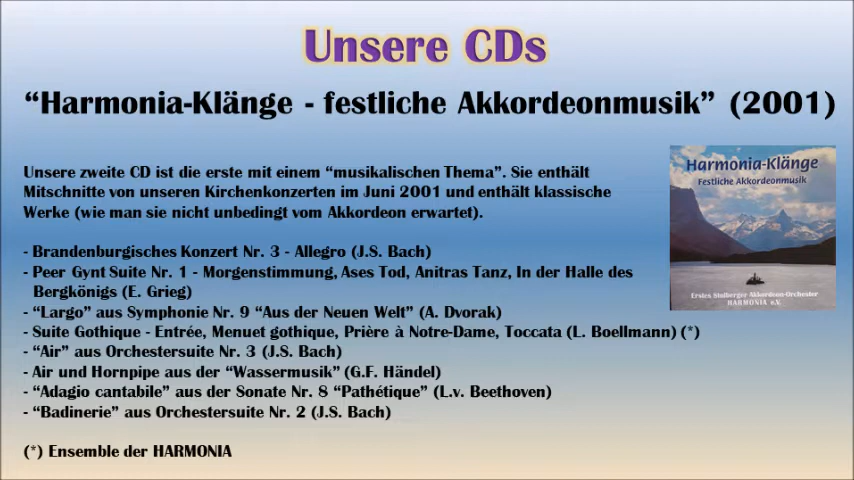 Unsere CDs
“Harmonia-Klänge - festliche Akkordeonmusik” (2001)
Unsere zweite CD ist die erste mit einem “musikalischen Thema”. Sie enthält
Mitschnitte von unseren Kirchenkonzerten im Juni 2001 und enthält klassische
Werke (wie man sie nicht unbedingt vom Akkordeon erwartet).
- Brandenburgisches Konzert Nr. 3 - Allegro (J.S. Bach)
- Peer Gynt Suite Nr. 1 - Morgenstimmung, Ases Tod, Anitras Tanz, In der Halle des
Bergkönigs (E. Grieg)
- “Largo” aus Symphonie Nr. 9 “Aus der Neuen Welt” (A. Dvorak)
- Suite Gothique - Entrée, Menuet gothique, Prière à Notre-Dame, Toccata (L. Boellmann) (*)
- “Air” aus Orchestersuite Nr. 3 (J.S. Bach)
- Air und Hornpipe aus der “Wassermusik” (G.F. Händel)
- “Adagio cantabile” aus der Sonate Nr. 8 “Pathétique” (L.v. Beethoven)
- “Badinerie” aus Orchestersuite Nr. 2 (J.S. Bach)
(*) Ensemble der HARMONIA
Harmonia-Klänge
Festliche Akkordeonmusik
Erstes Stolberger Akkordeon-Orchester
HARMONIA e.V.